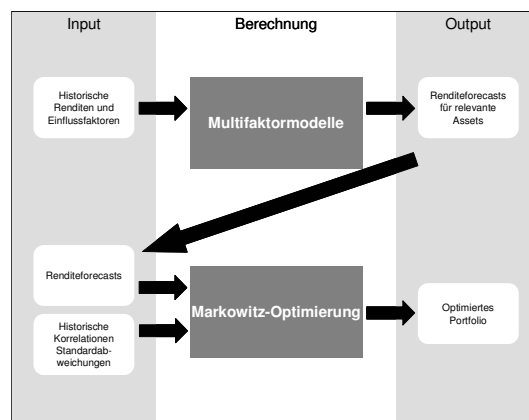 Input
Berechnung
Output
Historische
Renditen und
Einflussfaktoren
Multifaktormodelle
Renditeforecasts
für relevante
Assets
Renditeforecasts
Historische
Korrelationen
Standardab-
weichungen
Markowitz-Optimierung
Optimiertes
Portfolio